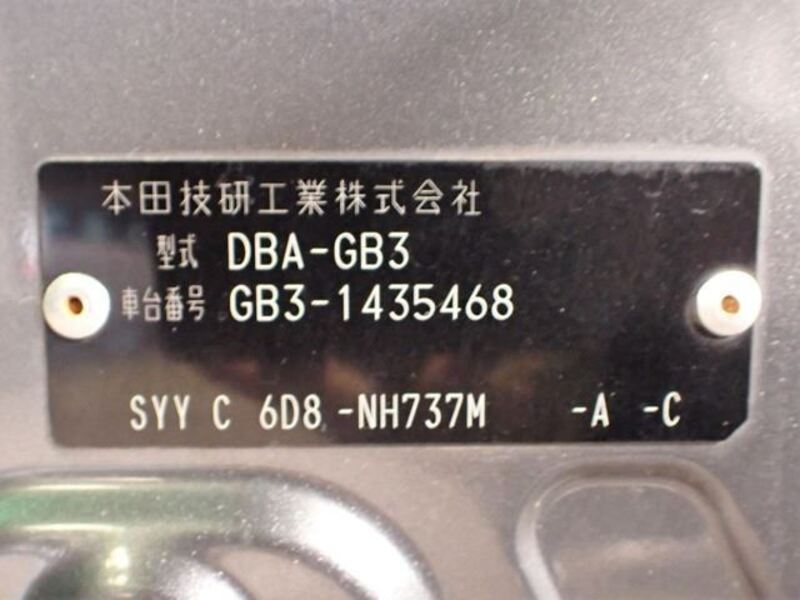 本田技研工業株式会社
型式 DBA-GB3
車台番号 GB3-1435468
SYY C 6D8 -NH737M -A -C